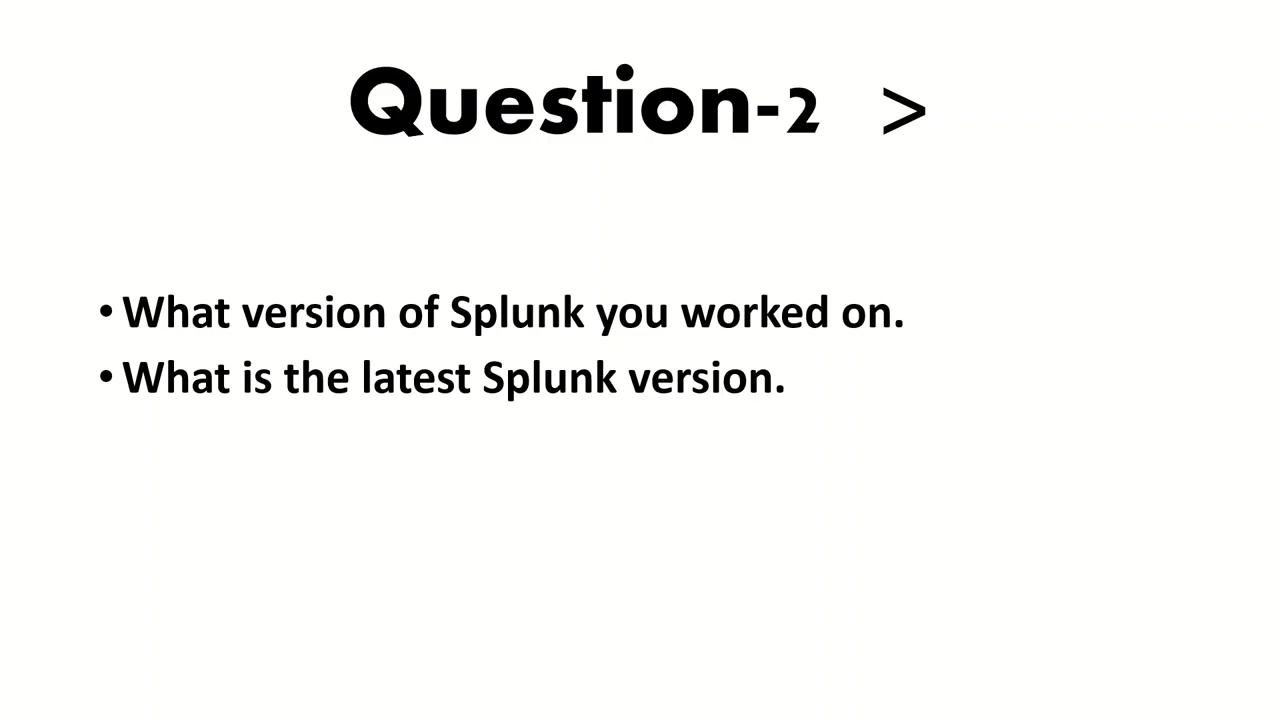 Question-2 >
• What version of Splunk you worked on.
• What is the latest Splunk version.